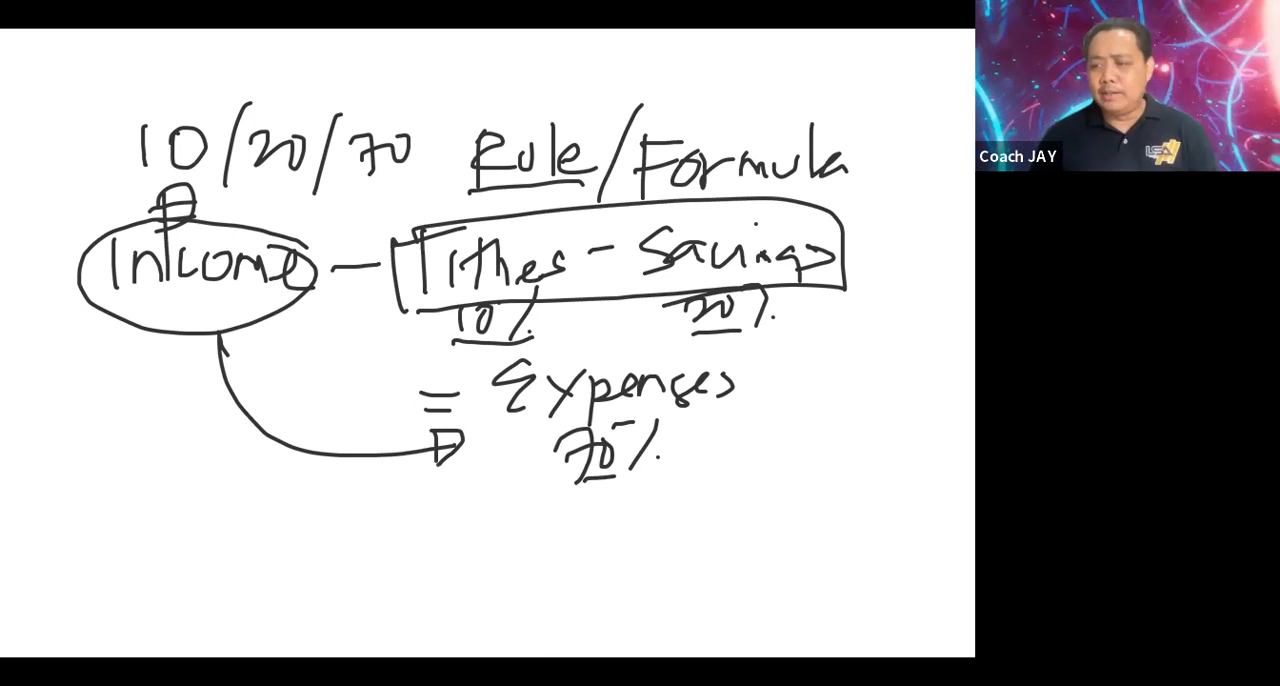 10/20/70 Rule/Formula
Income - Tithes - Savings
10% 20%
= Expenses
70%
Coach JAY